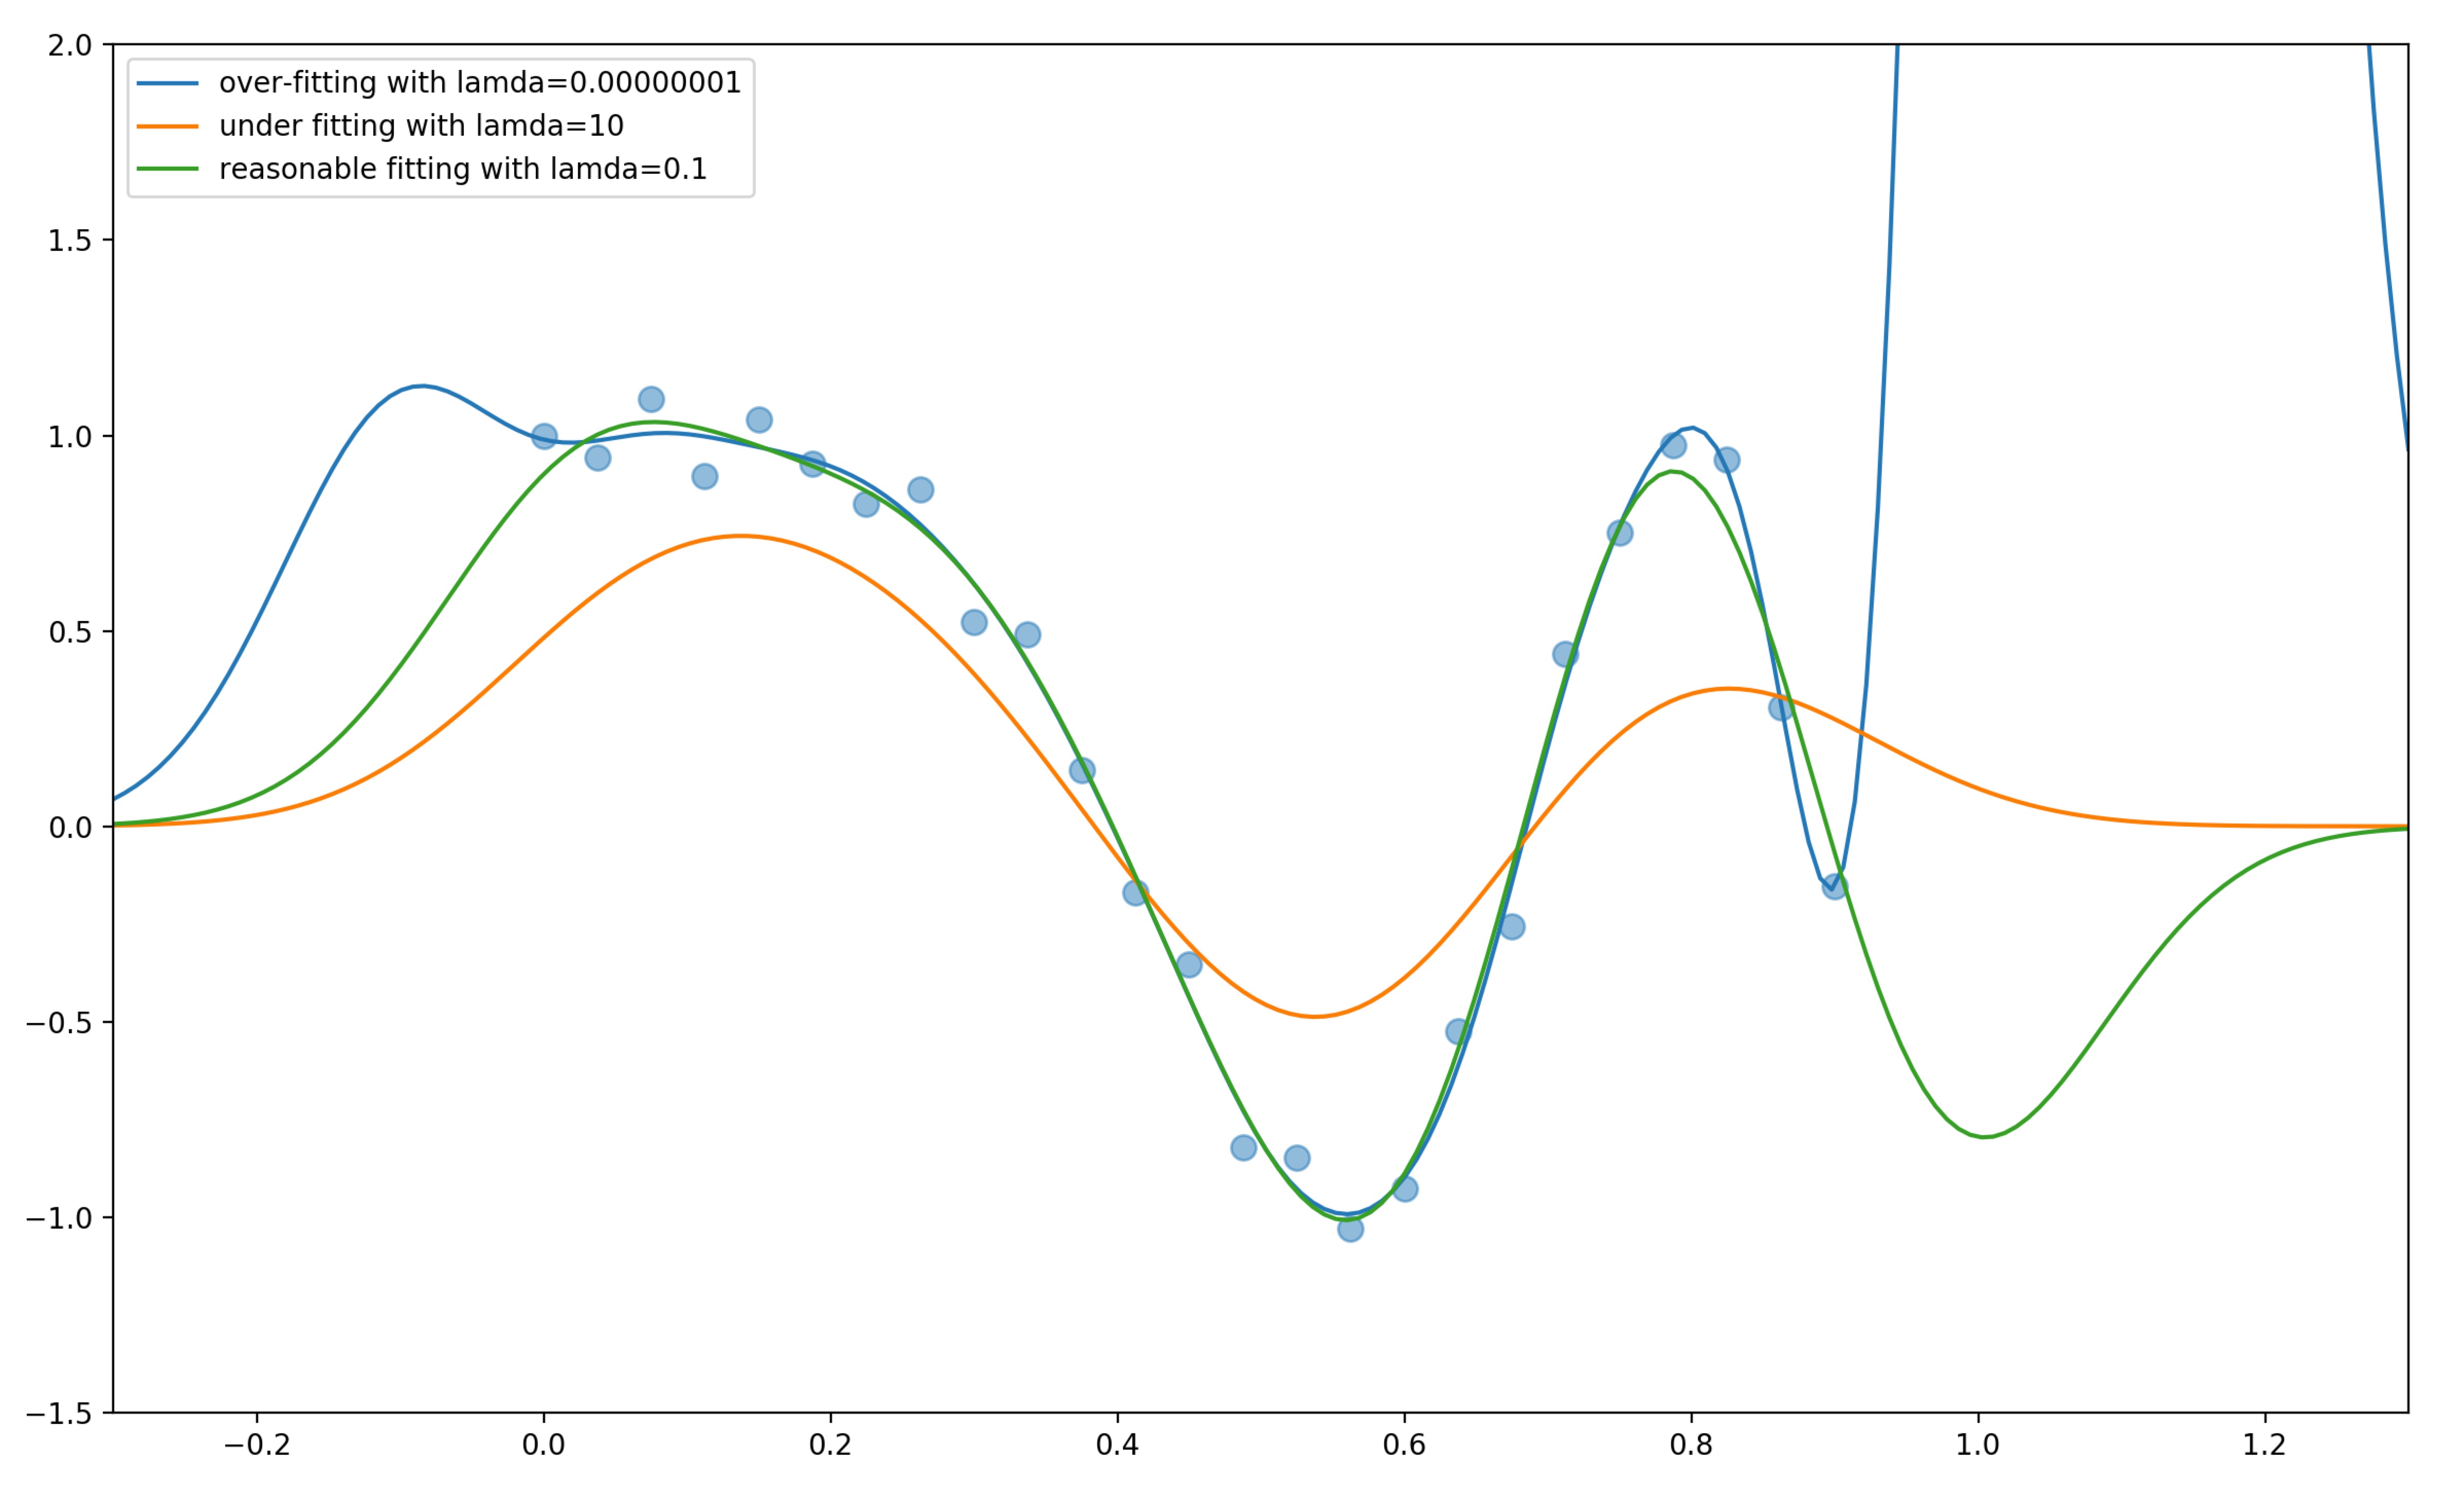 2.0
1.5
1.0
0.5
0.0
−0.5
−1.0
−1.5
over-fitting with lamda=0.00000001
under fitting with lamda=10
reasonable fitting with lamda=0.1
−0.2 0.0 0.2 0.4 0.6 0.8 1.0 1.2